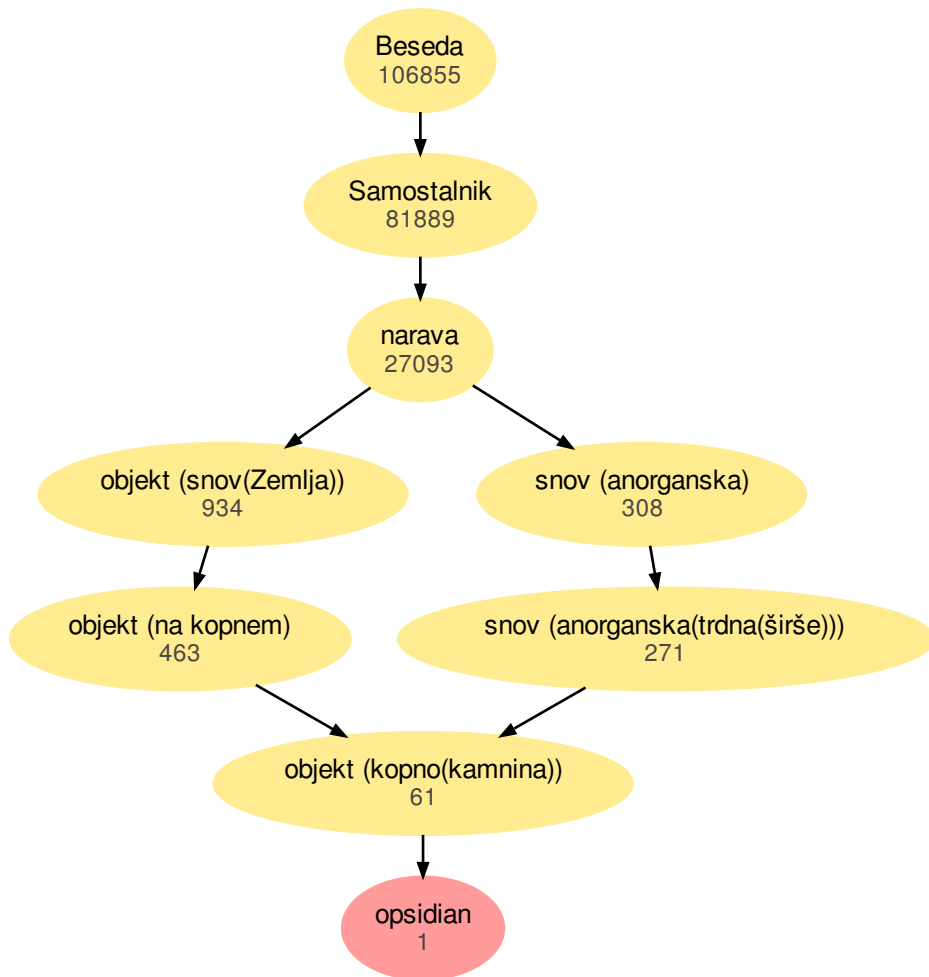 Beseda
106855
Samostalnik
81889
narava
27093
objekt (snov(Zemlja))
934
snov (anorganska)
308
objekt (na kopnem)
463
snov (anorganska(trdna(širše)))
271
objekt (kopno(kamnina))
61
opsidian
1